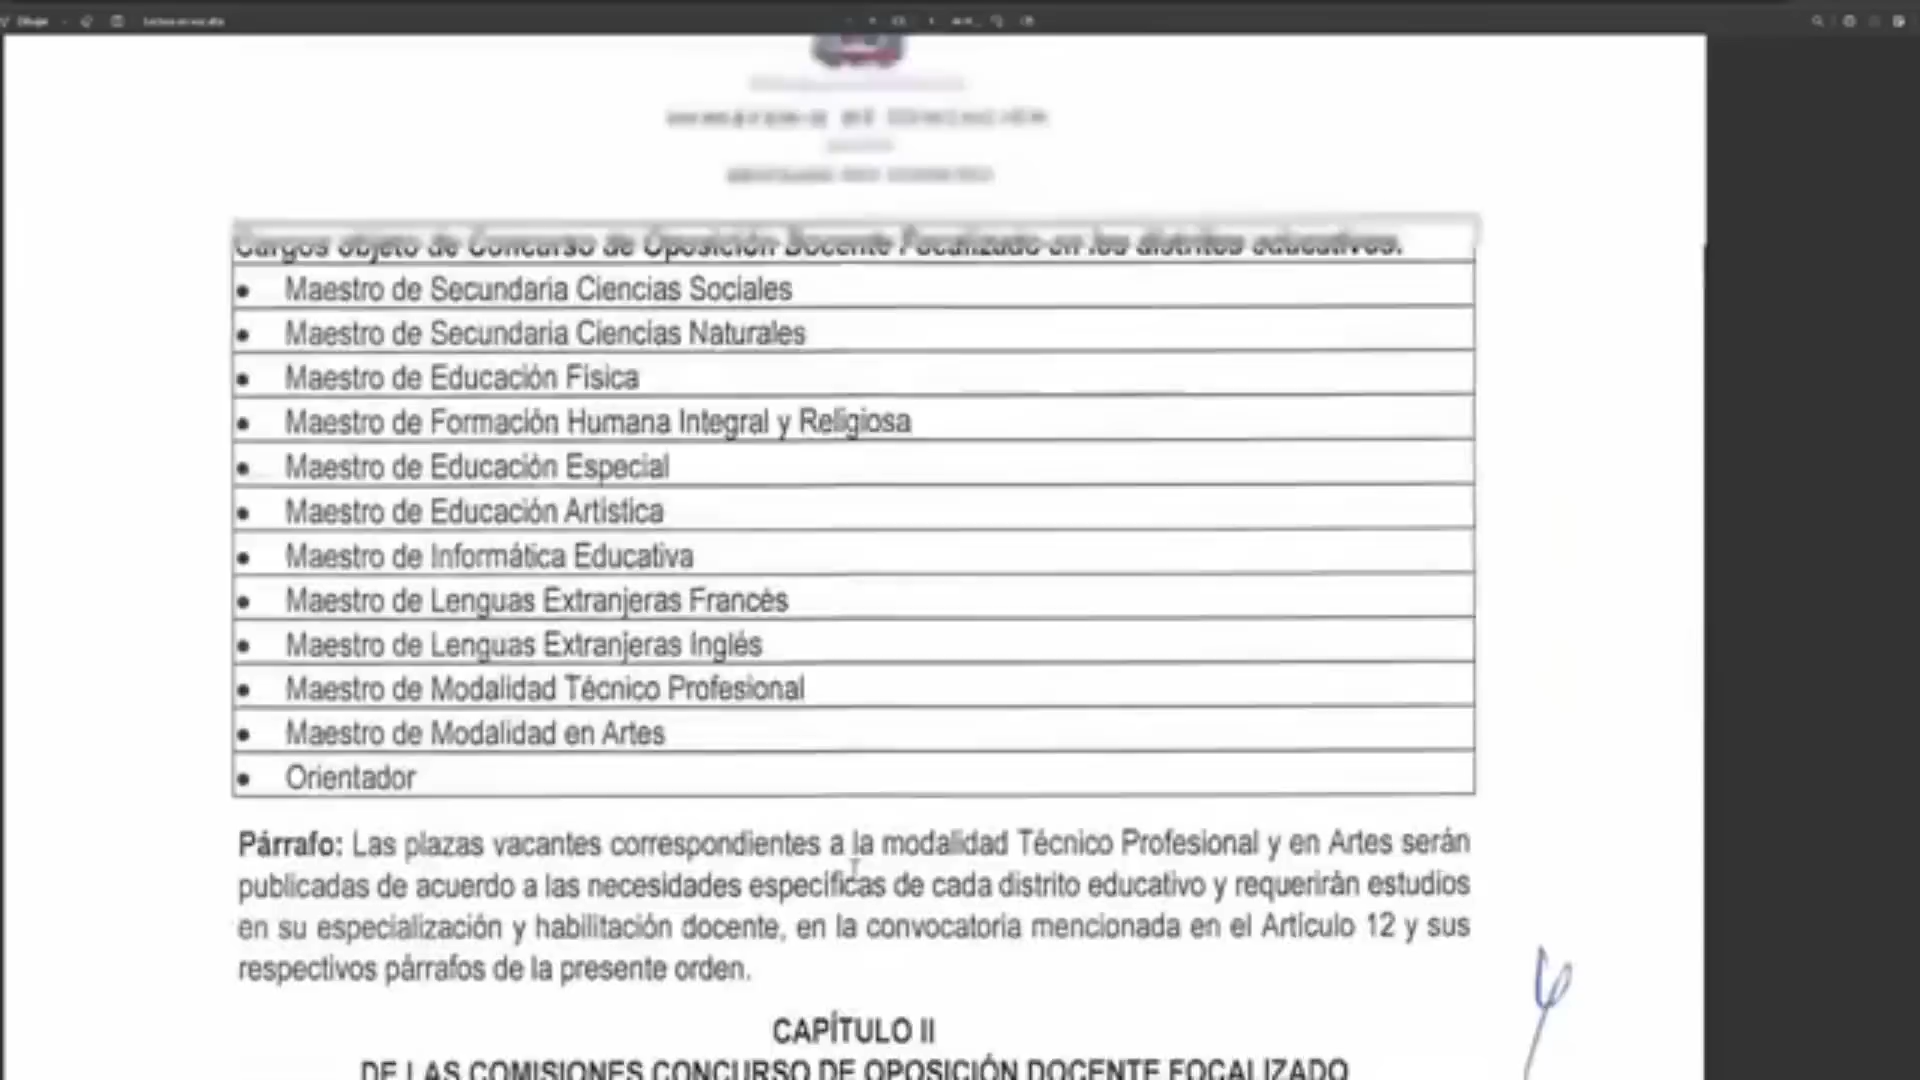 Cargos objeto de Concurso de Oposición Docente Focalizado en los distritos educativos.
• Maestro de Secundaria Ciencias Sociales
• Maestro de Secundaria Ciencias Naturales
• Maestro de Educación Física
• Maestro de Formación Humana Integral y Religiosa
• Maestro de Educación Especial
• Maestro de Educación Artística
• Maestro de Informática Educativa
• Maestro de Lenguas Extranjeras Francés
• Maestro de Lenguas Extranjeras Inglés
• Maestro de Modalidad Técnico Profesional
• Maestro de Modalidad en Artes
• Orientador
Párrafo: Las plazas vacantes correspondientes a la modalidad Técnico Profesional y en Artes serán
publicadas de acuerdo a las necesidades específicas de cada distrito educativo y requerirán estudios
en su especialización y habilitación docente, en la convocatoria mencionada en el Artículo 12 y sus
respectivos párrafos de la presente orden.
CAPÍTULO II
DE LAS COMISIONES CONCURSO DE OPOSICIÓN DOCENTE FOCALIZADO